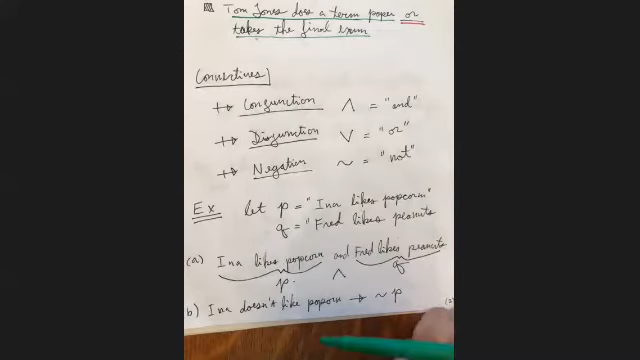 Tom Jones does a term paper or
takes the final exam
Connectives
Conjunction ∧ = "and"
Disjunction ∨ = "or"
Negation ~ = "not"
Ex let p = "Ina likes popcorn"
q = "Fred likes peanuts
(a) Ina likes popcorn and Fred likes peanuts
p. ∧ q
b) Ina doesn't like popcorn → ~ p